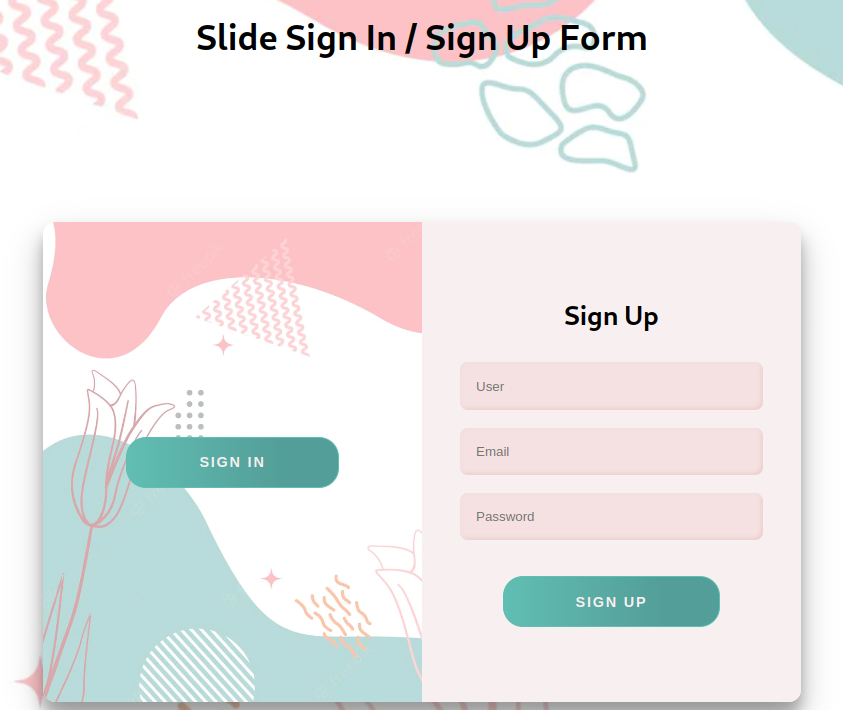 Slide Sign In / Sign Up Form
Sign Up
User
Email
SIGN IN
Password
SIGN UP